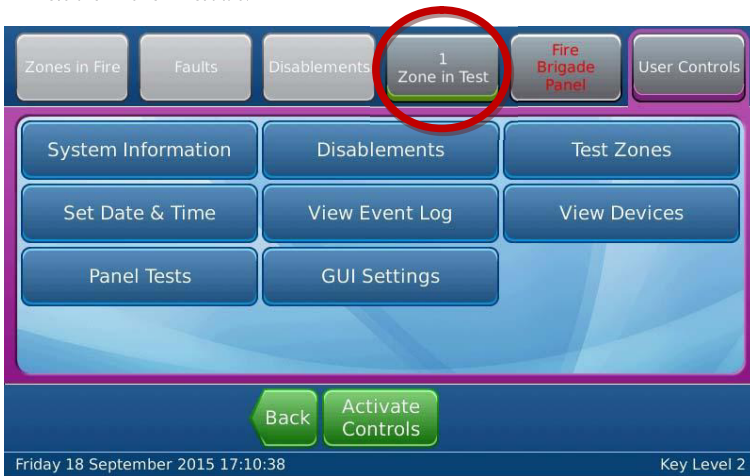 Zones in Fire
Faults
Disablements
1
Zone in Test
Fire
Brigade
Panel
User Controls
System Information
Disablements
Test Zones
Set Date & Time
View Event Log
View Devices
Panel Tests
GUI Settings
Back
Activate
Controls
Friday 18 September 2015 17:10:38
Key Level 2